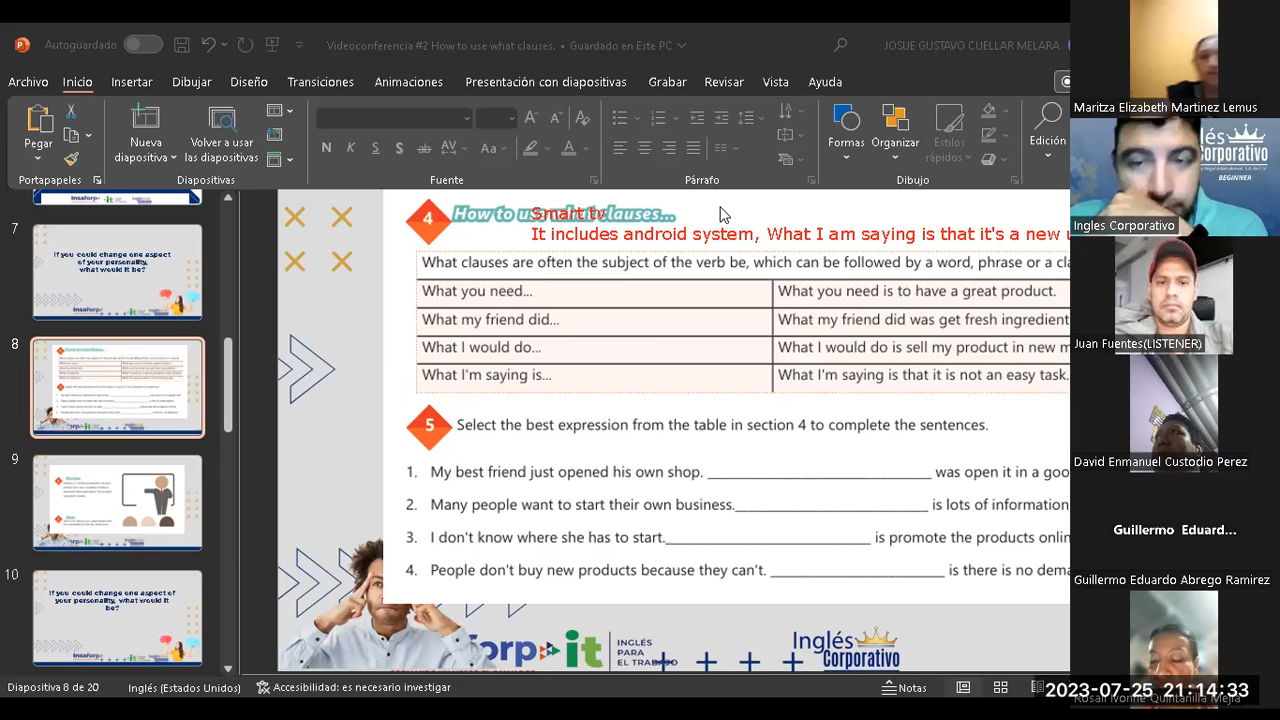 Autoguardado
Videoconferencia #2 How to use what clauses. • Guardado en Este PC
JOSUE GUSTAVO CUELLAR MELARA
Archivo Inicio Insertar Dibujar Diseño Transiciones Animaciones Presentación con diapositivas Grabar Revisar Vista Ayuda
Pegar
Nueva diapositiva
Volver a usar las diapositivas
N K S S ab AV Aa A
Formas Organizar Estilos rápidos Edición
Portapapeles Diapositivas Fuente Párrafo Dibujo
7
If you could change one aspect
of your personality,
what would it be?
8
9
10
If you could change one aspect of
your personality, what would it
be?
4 How to use what clauses...
Smart tv
It includes android system, What I am saying is that it's a new u
What clauses are often the subject of the verb be, which can be followed by a word, phrase or a cla
What you need... What you need is to have a great product.
What my friend did... What my friend did was get fresh ingredient
What I would do... What I would do is sell my product in new m
What I'm saying is... What I'm saying is that it is not an easy task.
5 Select the best expression from the table in section 4 to complete the sentences.
1. My best friend just opened his own shop.______ was open it in a goo
2. Many people want to start their own business.______ is lots of information
3. I don't know where she has to start.______ is promote the products onlin
4. People don't buy new products because they can't. ______ is there is no dema
INGLÉS
PARA
EL TRABAJO
Inglés
Corporativo
Diapositiva 8 de 20 Inglés (Estados Unidos) Accesibilidad: es necesario investigar Notas
Maritza Elizabeth Martinez Lemus
BEGINNER
Ingles Corporativo
Juan Fuentes(LISTENER)
David Enmanuel Custodio Perez
Guillermo Eduard...
Guillermo Eduardo Abrego Ramirez
2023-07-25 21:14:33
Rosali Ivonne Quintanilla Mejia